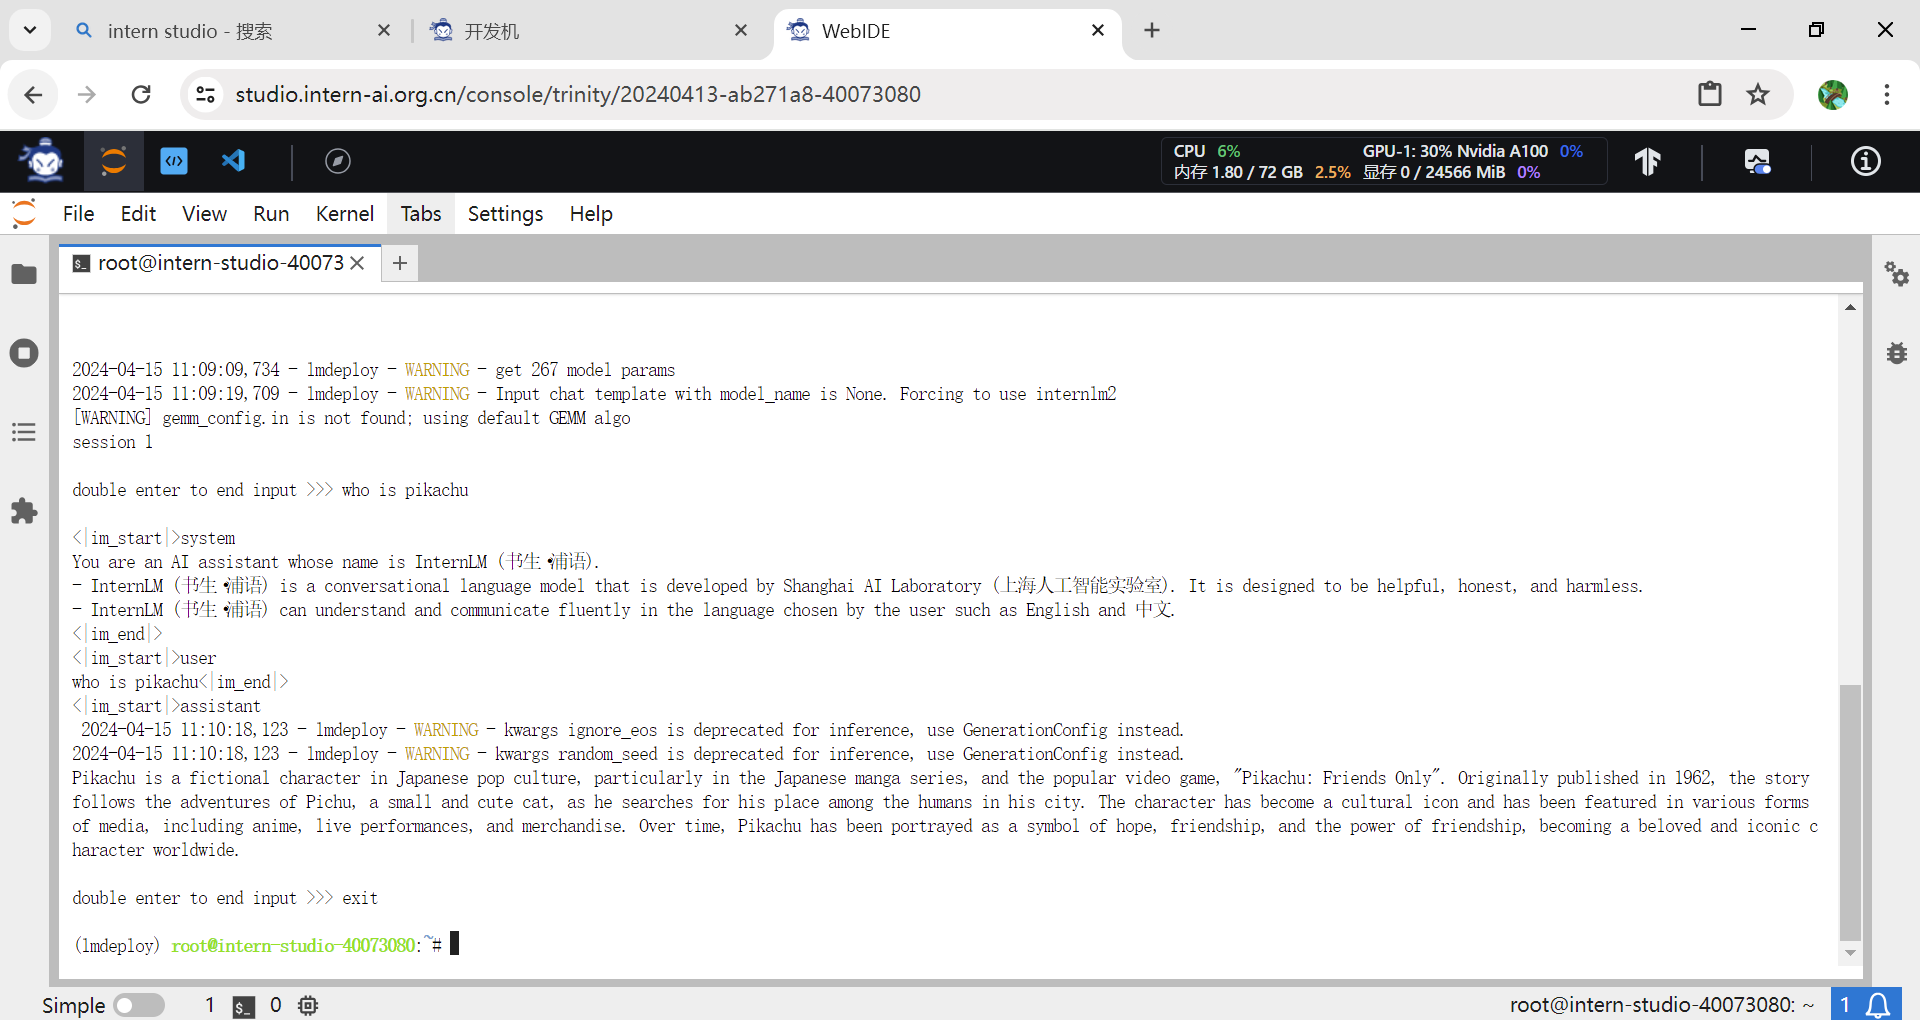 intern studio - 搜索
开发机
WebIDE
studio.intern-ai.org.cn/console/trinity/20240413-ab271a8-40073080
CPU 6% GPU-1: 30% Nvidia A100 0%
内存 1.80 / 72 GB 2.5% 显存 0 / 24566 MiB 0%
File Edit View Run Kernel Tabs Settings Help
root@intern-studio-40073
2024-04-15 11:09:09,734 - lmdeploy - WARNING - get 267 model params
2024-04-15 11:09:19,709 - lmdeploy - WARNING - Input chat template with model_name is None. Forcing to use internlm2
[WARNING] gemm_config.in is not found; using default GEMM algo
session 1
double enter to end input >>> who is pikachu
<|im_start|>system
You are an AI assistant whose name is InternLM (书生·浦语).
- InternLM (书生·浦语) is a conversational language model that is developed by Shanghai AI Laboratory (上海人工智能实验室). It is designed to be helpful, honest, and harmless.
- InternLM (书生·浦语) can understand and communicate fluently in the language chosen by the user such as English and 中文.
<|im_end|>
<|im_start|>user
who is pikachu<|im_end|>
<|im_start|>assistant
2024-04-15 11:10:18,123 - lmdeploy - WARNING - kwargs ignore_eos is deprecated for inference, use GenerationConfig instead.
2024-04-15 11:10:18,123 - lmdeploy - WARNING - kwargs random_seed is deprecated for inference, use GenerationConfig instead.
Pikachu is a fictional character in Japanese pop culture, particularly in the Japanese manga series, and the popular video game, "Pikachu: Friends Only". Originally published in 1962, the story
follows the adventures of Pichu, a small and cute cat, as he searches for his place among the humans in his city. The character has become a cultural icon and has been featured in various forms
of media, including anime, live performances, and merchandise. Over time, Pikachu has been portrayed as a symbol of hope, friendship, and the power of friendship, becoming a beloved and iconic c
haracter worldwide.
double enter to end input >>> exit
(lmdeploy) root@intern-studio-40073080:~#
Simple 1 0 root@intern-studio-40073080: ~ 1